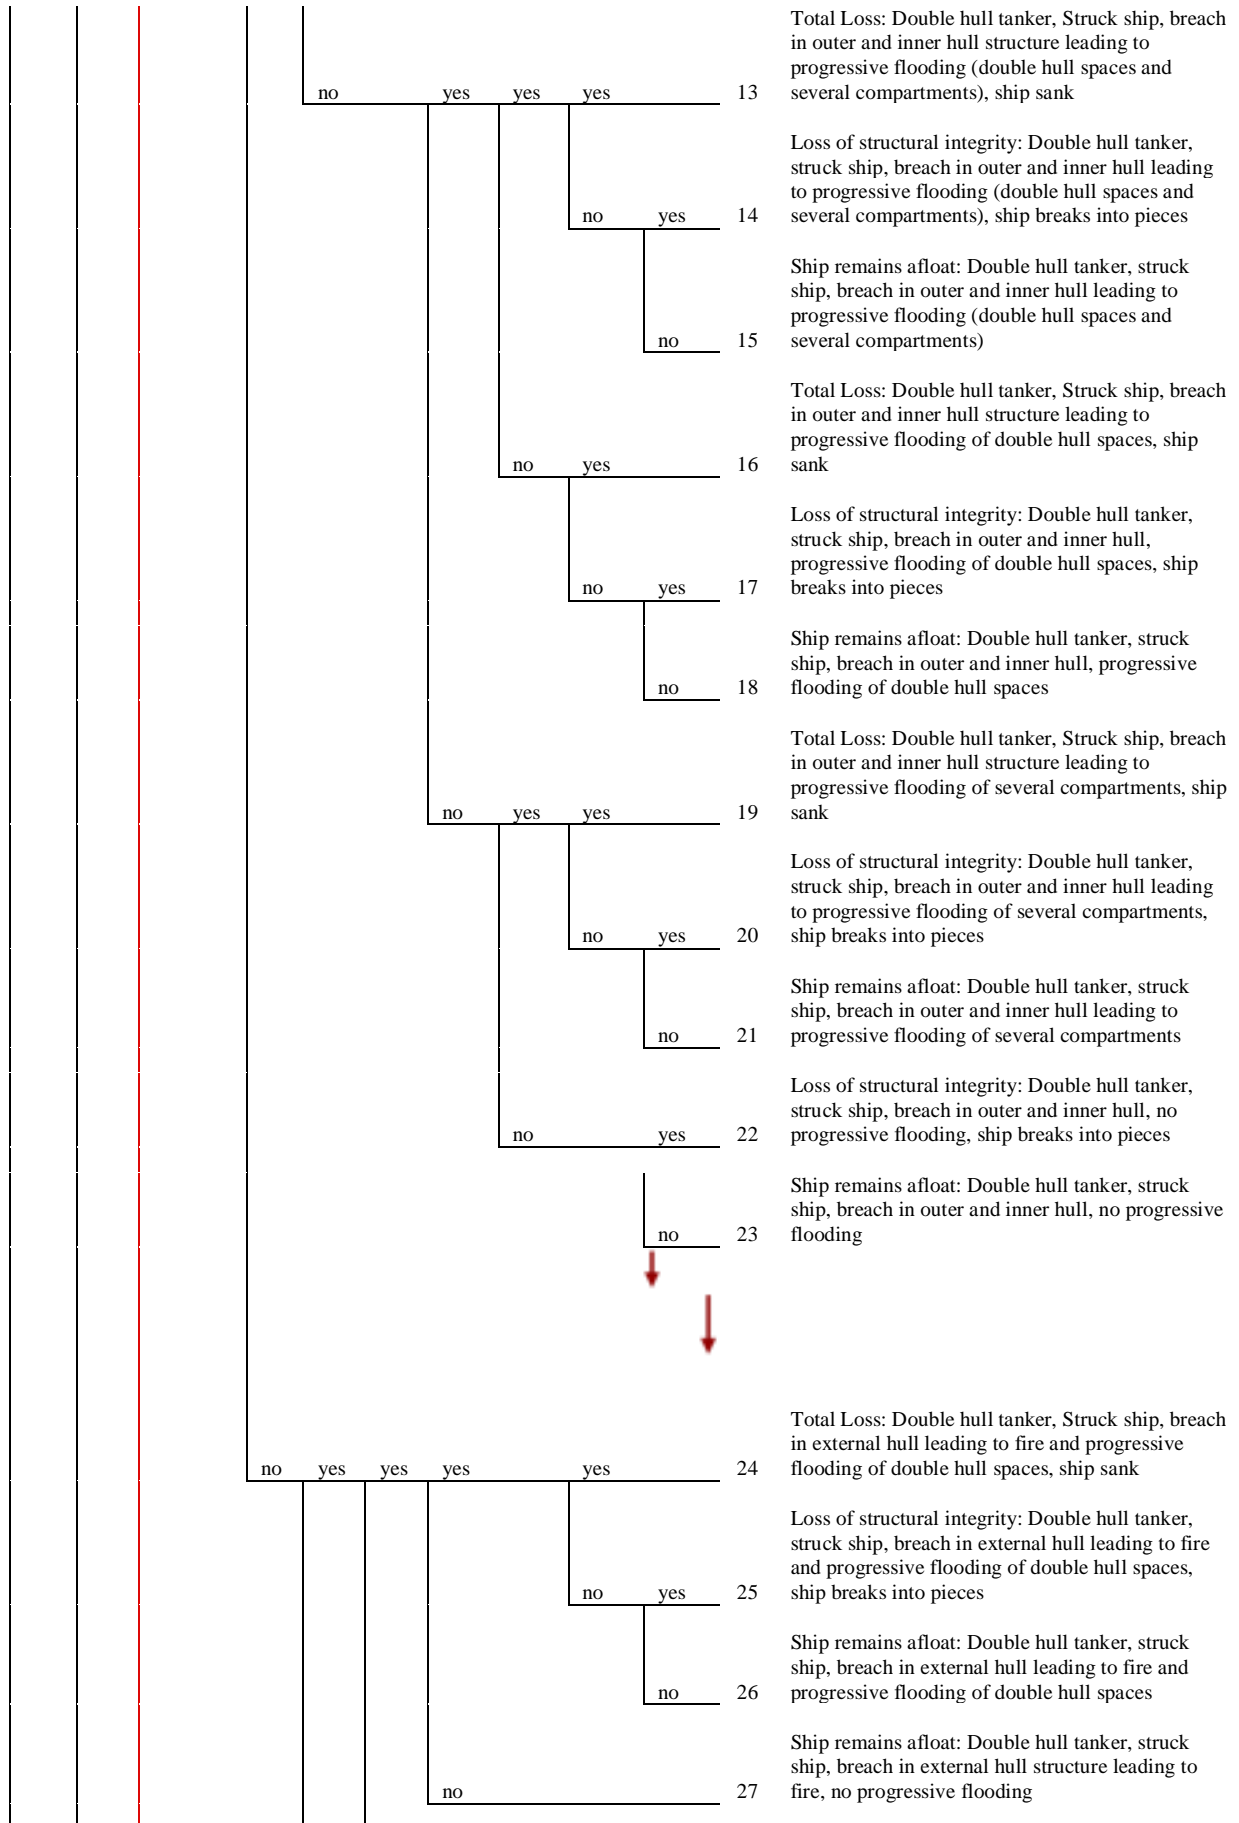 Total Loss: Double hull tanker, Struck ship, breach
in outer and inner hull structure leading to
progressive flooding (double hull spaces and
no yes yes yes 13 several compartments), ship sank
Loss of structural integrity: Double hull tanker,
struck ship, breach in outer and inner hull leading
to progressive flooding (double hull spaces and
no yes 14 several compartments), ship breaks into pieces
Ship remains afloat: Double hull tanker, struck
ship, breach in outer and inner hull leading to
progressive flooding (double hull spaces and
no 15 several compartments)
Total Loss: Double hull tanker, Struck ship, breach
in outer and inner hull structure leading to
progressive flooding of double hull spaces, ship
no yes 16 sank
Loss of structural integrity: Double hull tanker,
struck ship, breach in outer and inner hull,
progressive flooding of double hull spaces, ship
no yes 17 breaks into pieces
Ship remains afloat: Double hull tanker, struck
ship, breach in outer and inner hull, progressive
no 18 flooding of double hull spaces
Total Loss: Double hull tanker, Struck ship, breach
in outer and inner hull structure leading to
progressive flooding of several compartments, ship
no yes yes 19 sank
Loss of structural integrity: Double hull tanker,
struck ship, breach in outer and inner hull leading
to progressive flooding of several compartments,
no yes 20 ship breaks into pieces
Ship remains afloat: Double hull tanker, struck
ship, breach in outer and inner hull leading to
no 21 progressive flooding of several compartments
Loss of structural integrity: Double hull tanker,
struck ship, breach in outer and inner hull, no
no yes 22 progressive flooding, ship breaks into pieces
Ship remains afloat: Double hull tanker, struck
ship, breach in outer and inner hull, no progressive
no 23 flooding
Total Loss: Double hull tanker, Struck ship, breach
in external hull leading to fire and progressive
no yes yes yes yes 24 flooding of double hull spaces, ship sank
Loss of structural integrity: Double hull tanker,
struck ship, breach in external hull leading to fire
and progressive flooding of double hull spaces,
no yes 25 ship breaks into pieces
Ship remains afloat: Double hull tanker, struck
ship, breach in external hull leading to fire and
no 26 progressive flooding of double hull spaces
Ship remains afloat: Double hull tanker, struck
ship, breach in external hull structure leading to
no 27 fire, no progressive flooding